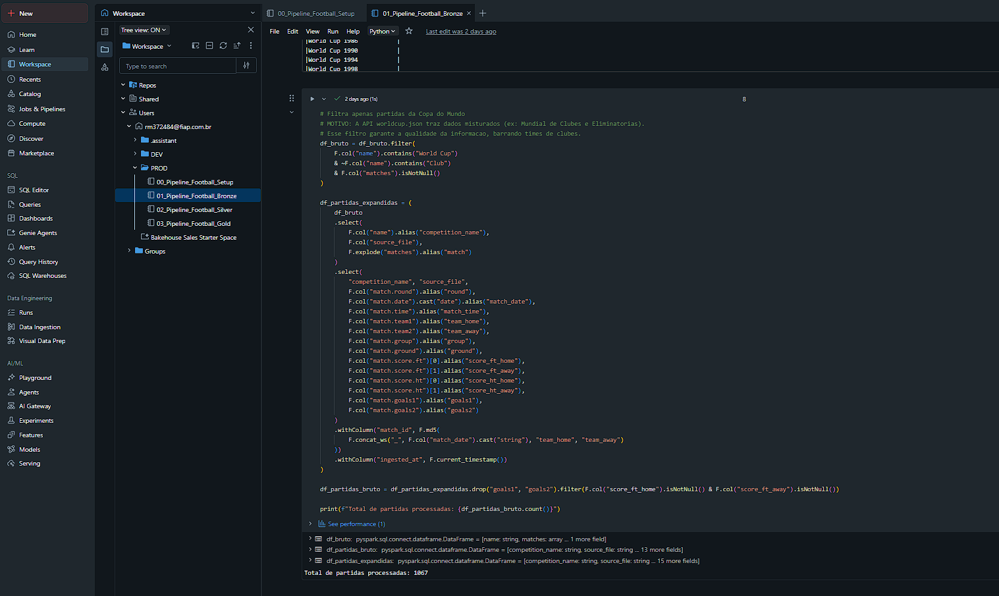 New
Home
Learn
Workspace
Recents
Catalog
Jobs & Pipelines
Compute
Discover
Marketplace
SQL
SQL Editor
Queries
Dashboards
Genie Agents
Alerts
Query History
SQL Warehouses
Data Engineering
Runs
Data Ingestion
Visual Data Prep
AI/ML
Playground
Agents
AI Gateway
Experiments
Features
Models
Serving
Workspace
Tree view: ON
Workspace
Type to search
Repos
Shared
Users
rm372484@fiap.com.br
.assistant
DEV
PROD
00_Pipeline_Football_Setup
01_Pipeline_Football_Bronze
02_Pipeline_Football_Silver
03_Pipeline_Football_Gold
Bakehouse Sales Starter Space
Groups
00_Pipeline_Football_Setup
01_Pipeline_Football_Bronze
File Edit View Run Help Python Last edit was 2 days ago
|World Cup 1986 |
|World Cup 1990 |
|World Cup 1994 |
|World Cup 1998 |
2 days ago (1s)
8
# Filtra apenas partidas da Copa do Mundo
# MOTIVO: A API worldcup.json traz dados misturados (ex: Mundial de Clubes e Eliminatorias).
# Esse filtro garante a qualidade da informacao, barrando times de clubes.
df_bruto = df_bruto.filter(
F.col("name").contains("World Cup")
& ~F.col("name").contains("Club")
& F.col("matches").isNotNull()
)
df_partidas_expandidas = (
df_bruto
.select(
F.col("name").alias("competition_name"),
F.col("source_file"),
F.explode("matches").alias("match")
)
.select(
"competition_name", "source_file",
F.col("match.round").alias("round"),
F.col("match.date").cast("date").alias("match_date"),
F.col("match.time").alias("match_time"),
F.col("match.team1").alias("team_home"),
F.col("match.team2").alias("team_away"),
F.col("match.group").alias("group"),
F.col("match.ground").alias("ground"),
F.col("match.score.ft")[0].alias("score_ft_home"),
F.col("match.score.ft")[1].alias("score_ft_away"),
F.col("match.score.ht")[0].alias("score_ht_home"),
F.col("match.score.ht")[1].alias("score_ht_away"),
F.col("match.goals1").alias("goals1"),
F.col("match.goals2").alias("goals2")
)
.withColumn("match_id", F.md5(
F.concat_ws("_", F.col("match_date").cast("string"), "team_home", "team_away")
))
.withColumn("ingested_at", F.current_timestamp())
)
df_partidas_bruto = df_partidas_expandidas.drop("goals1", "goals2").filter(F.col("score_ft_home").isNotNull() & F.col("score_ft_away").isNotNull())
print(f"Total de partidas processadas: {df_partidas_bruto.count()}")
See performance (1)
df_bruto: pyspark.sql.connect.dataframe.DataFrame = [name: string, matches: array ... 1 more field]
df_partidas_bruto: pyspark.sql.connect.dataframe.DataFrame = [competition_name: string, source_file: string ... 13 more fields]
df_partidas_expandidas: pyspark.sql.connect.dataframe.DataFrame = [competition_name: string, source_file: string ... 15 more fields]
Total de partidas processadas: 1067